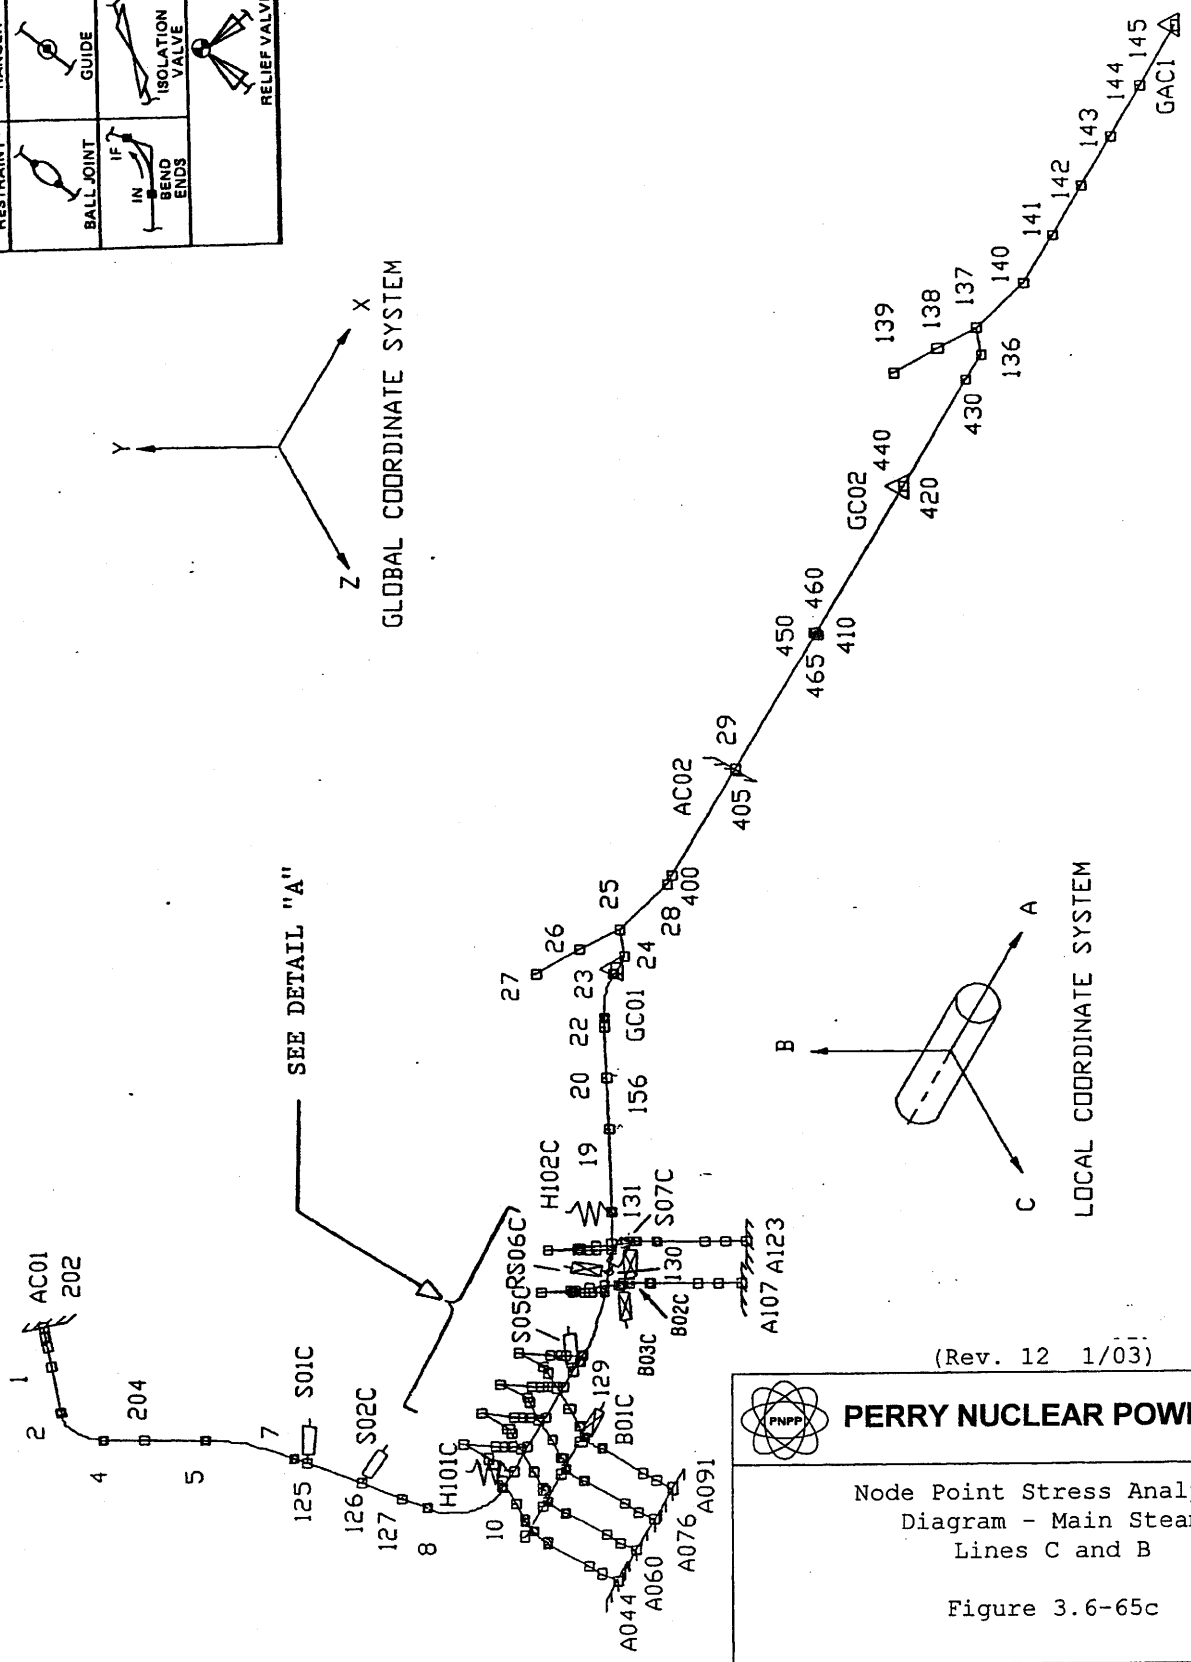 RESTRAINT
HANGER
BALL JOINT
GUIDE
IN
IF
BEND
ENDS
ISOLATION
VALVE
RELIEF VALVE
Y
X
Z
GLOBAL COORDINATE SYSTEM
SEE DETAIL "A"
B
A
C
LOCAL COORDINATE SYSTEM
AC01
202
1
2
204
4
5
7
S01C
125
S02C
126
127
8
H101C
10
A044
A060
A076
A091
B01C
129
S05C
RS06C
B03C
B02C
130
S07C
131
H102C
A107
A123
19
156
20
22
GC01
23
24
25
26
27
28
400
AC02
29
405
450
460
465
410
GC02
440
420
430
136
137
138
139
140
141
142
143
144
145
GAC1
(Rev. 12 1/03)
PNPP
PERRY NUCLEAR POW
Node Point Stress Anal
Diagram - Main Stea
Lines C and B
Figure 3.6-65c